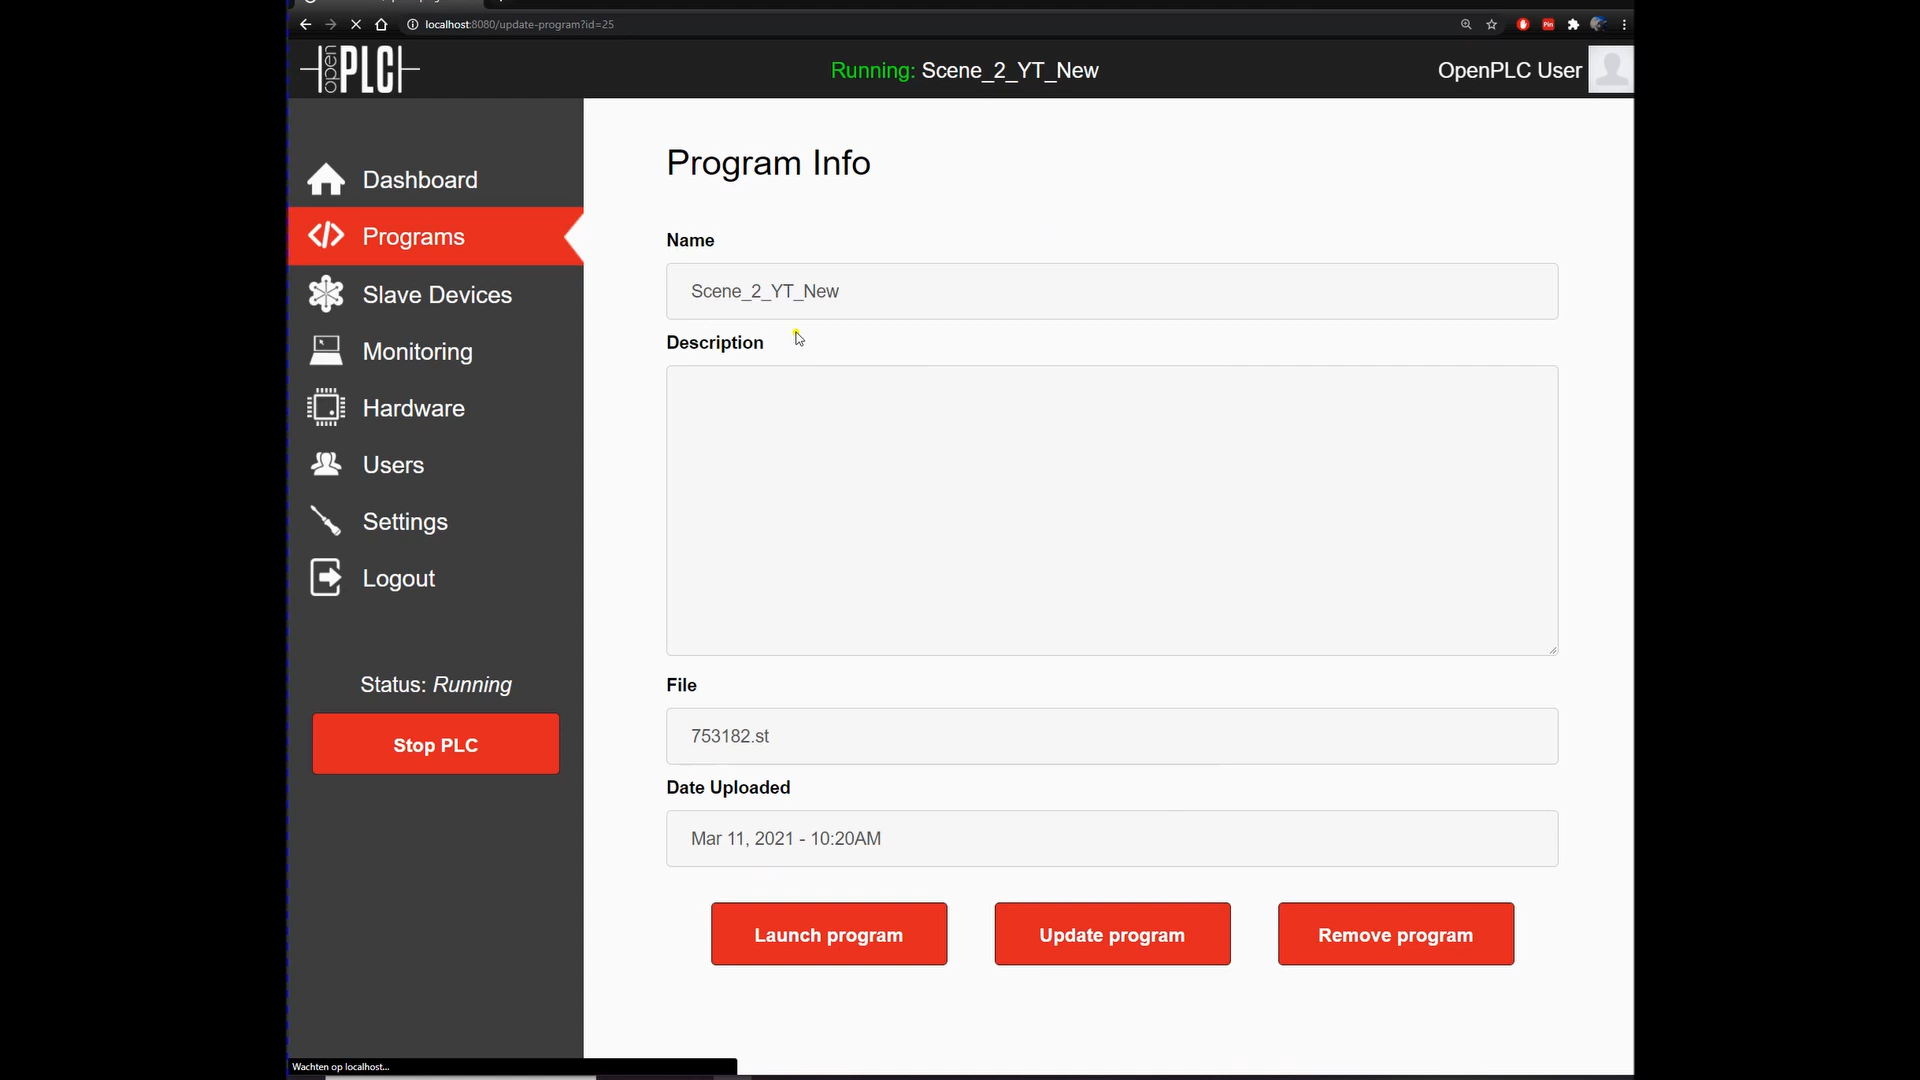 localhost:8080/update-program?id=25
open PLC
Running: Scene_2_YT_New
OpenPLC User
Dashboard
Programs
Slave Devices
Monitoring
Hardware
Users
Settings
Logout
Status: Running
Stop PLC
Program Info
Name
Scene_2_YT_New
Description
File
753182.st
Date Uploaded
Mar 11, 2021 - 10:20AM
Launch program
Update program
Remove program
Wachten op localhost...